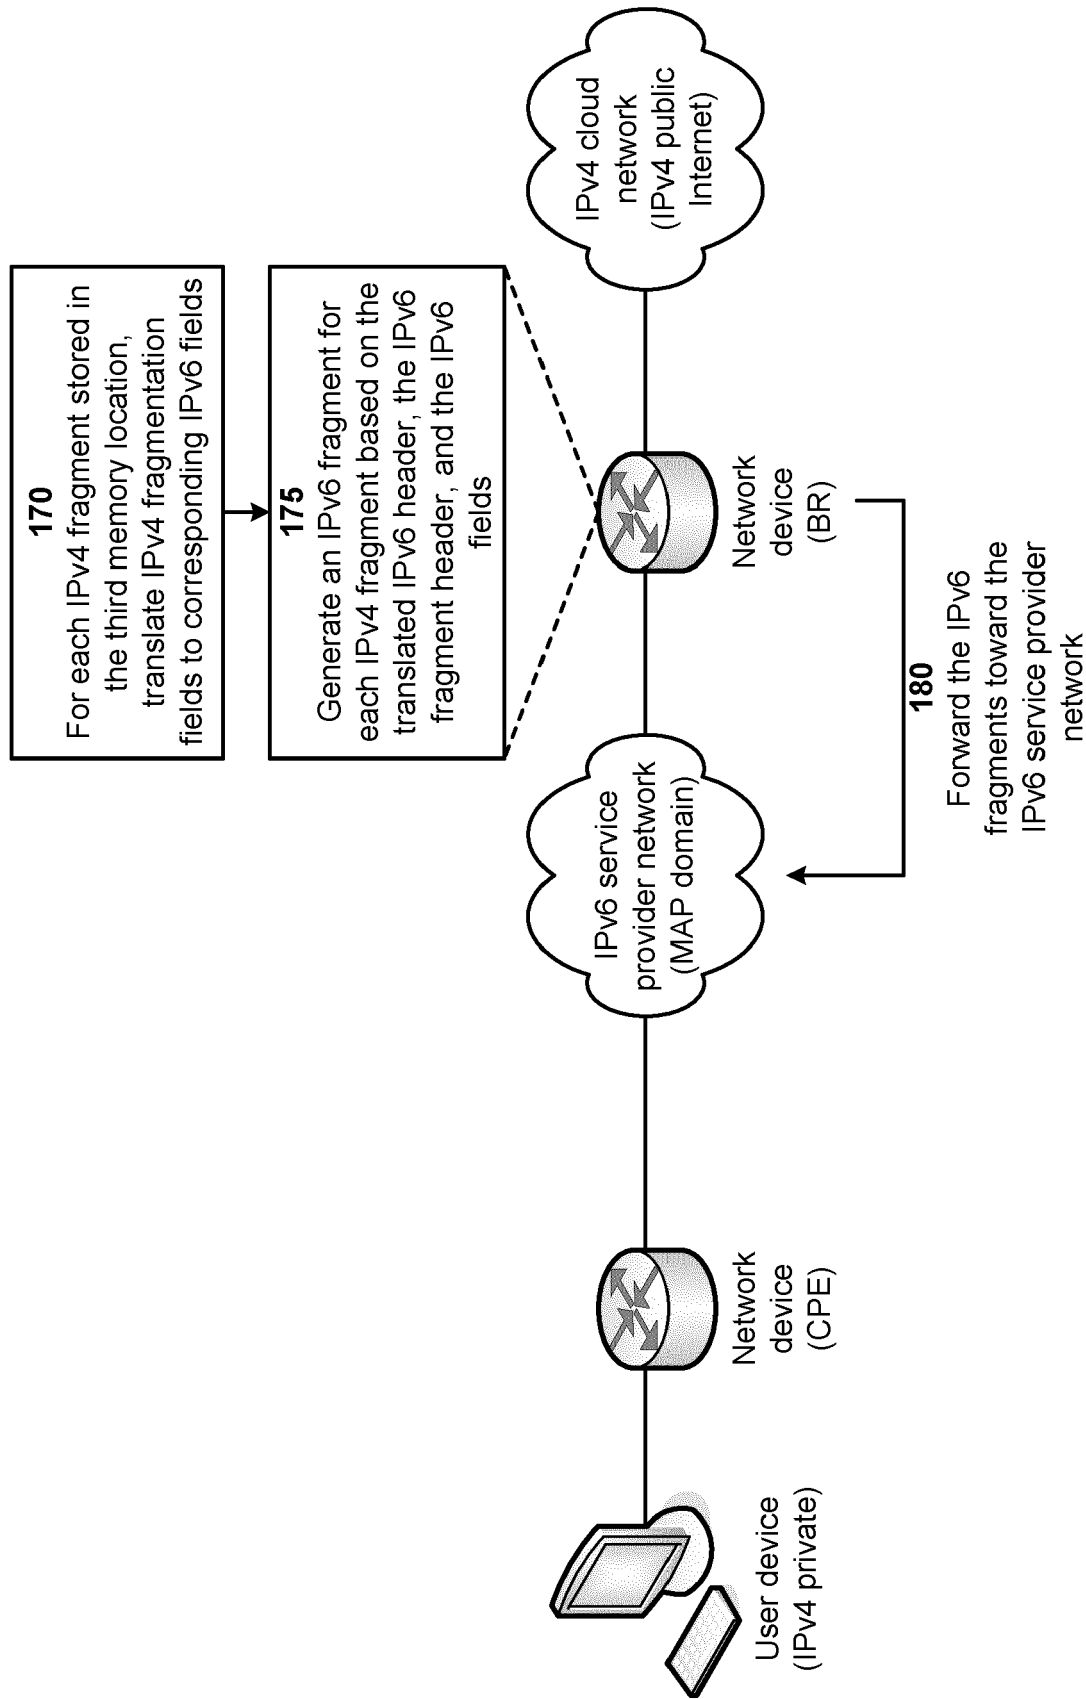 170
For each IPv4 fragment stored in
the third memory location,
translate IPv4 fragmentation
fields to corresponding IPv6 fields
175
Generate an IPv6 fragment for
each IPv4 fragment based on the
translated IPv6 header, the IPv6
fragment header, and the IPv6
fields
User device
(IPv4 private)
Network
device
(CPE)
IPv6 service
provider network
(MAP domain)
Network
device
(BR)
IPv4 cloud
network
(IPv4 public
Internet)
180
Forward the IPv6
fragments toward the
IPv6 service provider
network